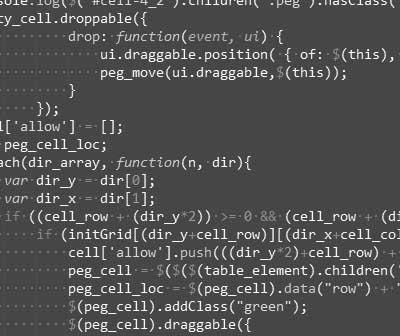 nsole.log($("#cell-4_2").children(".peg").hasClass(
ty_cell.droppable({
drop: function(event, ui) {
ui.draggable.position( { of: $(this),
peg_move(ui.draggable,$(this));
}
});
l['allow'] = [];
peg_cell_loc;
ach(dir_array, function(n, dir){
var dir_y = dir[0];
var dir_x = dir[1];
if ((cell_row + (dir_y*2)) >= 0 && (cell_row + (di
if (initGrid[(dir_y+cell_row)][(dir_x+cell_col
cell['allow'].push(((dir_y*2)+cell_row) +
peg_cell = $($($(table_element).children('
peg_cell_loc = $(peg_cell).data("row") + "
$(peg_cell).addClass("green");
$(peg_cell).draggable({